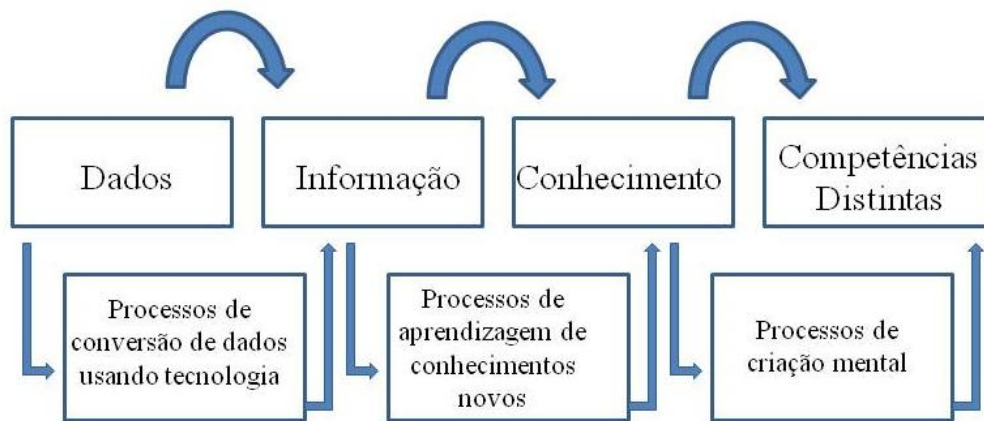 Dados
Informação
Conhecimento
Competências
Distintas
Processos de
conversão de dados
usando tecnologia
Processos de
aprendizagem de
conhecimentos
novos
Processos de
criação mental